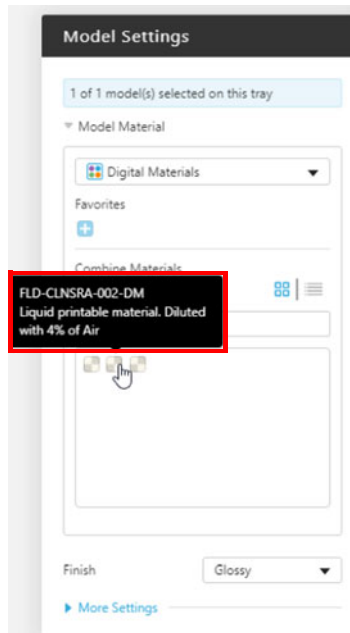 Model Settings
1 of 1 model(s) selected on this tray
Model Material
Digital Materials
Favorites
Combine Materials
FLD-CLNSRA-002-DM
Liquid printable material. Diluted
with 4% of Air
Finish
Glossy
More Settings